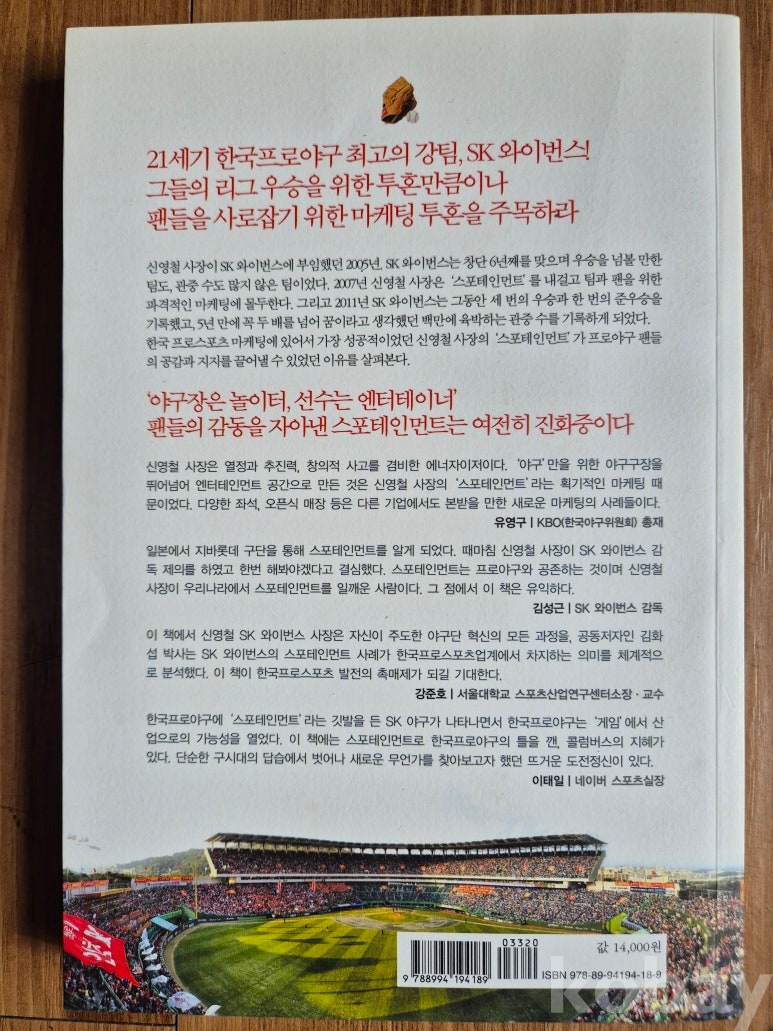 21세기 한국프로야구 최고의 강팀, SK 와이번스!
그들의 리그 우승을 위한 투혼만큼이나
팬들을 사로잡기 위한 마케팅 투혼을 주목하라
신영철 사장이 SK 와이번스에 부임했던 2005년, SK 와이번스는 창단 6년째를 맞으며 우승을 넘볼 만한
팀도, 관중 수도 많지 않은 팀이었다. 2007년 신영철 사장은 ‘스포테인먼트’를 내걸고 팀과 팬을 위한
파격적인 마케팅에 몰두한다. 그리고 2011년 SK 와이번스는 그동안 세 번의 우승과 한 번의 준우승을
기록했고, 5년 만에 꼭 두 배를 넘어 꿈이라고 생각했던 백만에 육박하는 관중 수를 기록하게 되었다.
한국 프로스포츠 마케팅에 있어서 가장 성공적이었던 신영철 사장의 ‘스포테인먼트’가 프로야구 팬들
의 공감과 지지를 끌어낼 수 있었던 이유를 살펴본다.
‘야구장은 놀이터, 선수는 엔터테이너’
팬들의 감동을 자아낸 스포테인먼트는 여전히 진화중이다
신영철 사장은 열정과 추진력, 창의적 사고를 겸비한 에너자이저이다. ‘야구’만을 위한 야구구장을
뛰어넘어 엔터테인먼트 공간으로 만든 것은 신영철 사장의 ‘스포테인먼트’라는 획기적인 마케팅 때
문이었다. 다양한 좌석, 오픈식 매장 등은 다른 기업에서도 본받을 만한 새로운 마케팅의 사례들이다.
유영구 | KBO(한국야구위원회) 총재
일본에서 지바롯데 구단을 통해 스포테인먼트를 알게 되었다. 때마침 신영철 사장이 SK 와이번스 감
독 제의를 하였고 한번 해봐야겠다고 결심했다. 스포테인먼트는 프로야구와 공존하는 것이며 신영철
사장이 우리나라에서 스포테인먼트를 일깨운 사람이다. 그 점에서 이 책은 유익하다.
김성근 | SK 와이번스 감독
이 책에서 신영철 SK 와이번스 사장은 자신이 주도한 야구단 혁신의 모든 과정을, 공동저자인 김화
섭 박사는 SK 와이번스의 스포테인먼트 사례가 한국프로스포츠업계에서 차지하는 의미를 체계적으
로 분석했다. 이 책이 한국프로스포츠 발전의 촉매제가 되길 기대한다.
강준호 | 서울대학교 스포츠산업연구센터소장 · 교수
한국프로야구에 ‘스포테인먼트’라는 깃발을 든 SK 야구가 나타나면서 한국프로야구는 ‘게임’에서 산
업으로의 가능성을 열었다. 이 책에는 스포테인먼트로 한국프로야구의 틀을 깬, 콜럼버스의 지혜가
있다. 단순한 구시대의 답습에서 벗어나 새로운 무언가를 찾아보고자 했던 뜨거운 도전정신이 있다.
이태일 | 네이버 스포츠실장
03320
9 788994 194189
값 14,000원
ISBN 978-89-94194-18-9
kobay